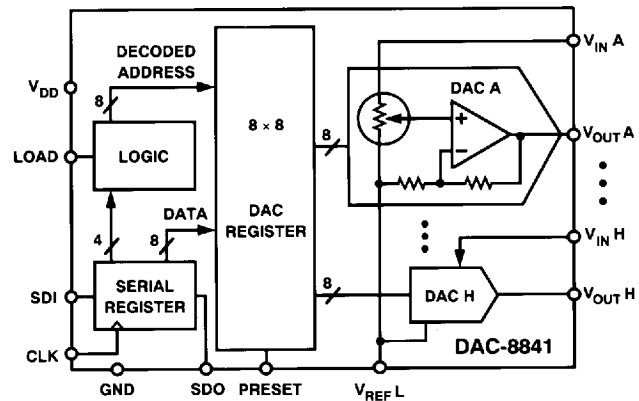 DECODED
ADDRESS
V_DD
8
LOAD
LOGIC
4
8
DATA
SDI
SERIAL
REGISTER
CLK
GND
SDO
PRESET
V_REF L
8 × 8
DAC
REGISTER
8
8
DAC A
+
−
DAC H
DAC-8841
V_IN A
V_OUT A
V_IN H
V_OUT H